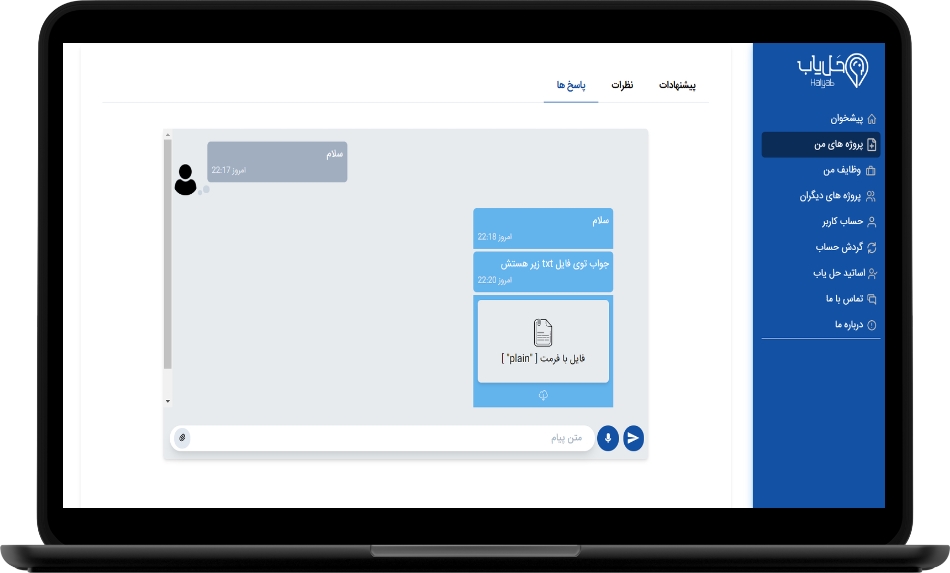 حَل یاب
Halyab
پیشخوان
پروژه های من
وظایف من
پروژه های دیگران
حساب کاربر
گردش حساب
اساتید حل یاب
تماس با ما
درباره ما
پیشنهادات
نظرات
پاسخ ها
سلام
امروز 22:17
سلام
امروز 22:18
جواب توی فایل txt زیر هستش
امروز 22:20
فایل با فرمت [ "plain" ]
متن پیام